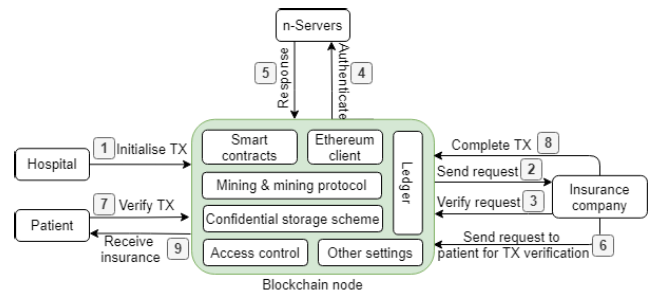 n-Servers
5
Response
Authenticate
4
Smart
contracts
Ethereum
client
Ledger
Mining & mining protocol
Confidential storage scheme
Access control
Other settings
Blockchain node
Hospital
1 Initialise TX
Patient
7 Verify TX
Receive
insurance
9
Complete TX 8
Send request 2
Verify request 3
Insurance
company
Send request to
patient for TX verification 6